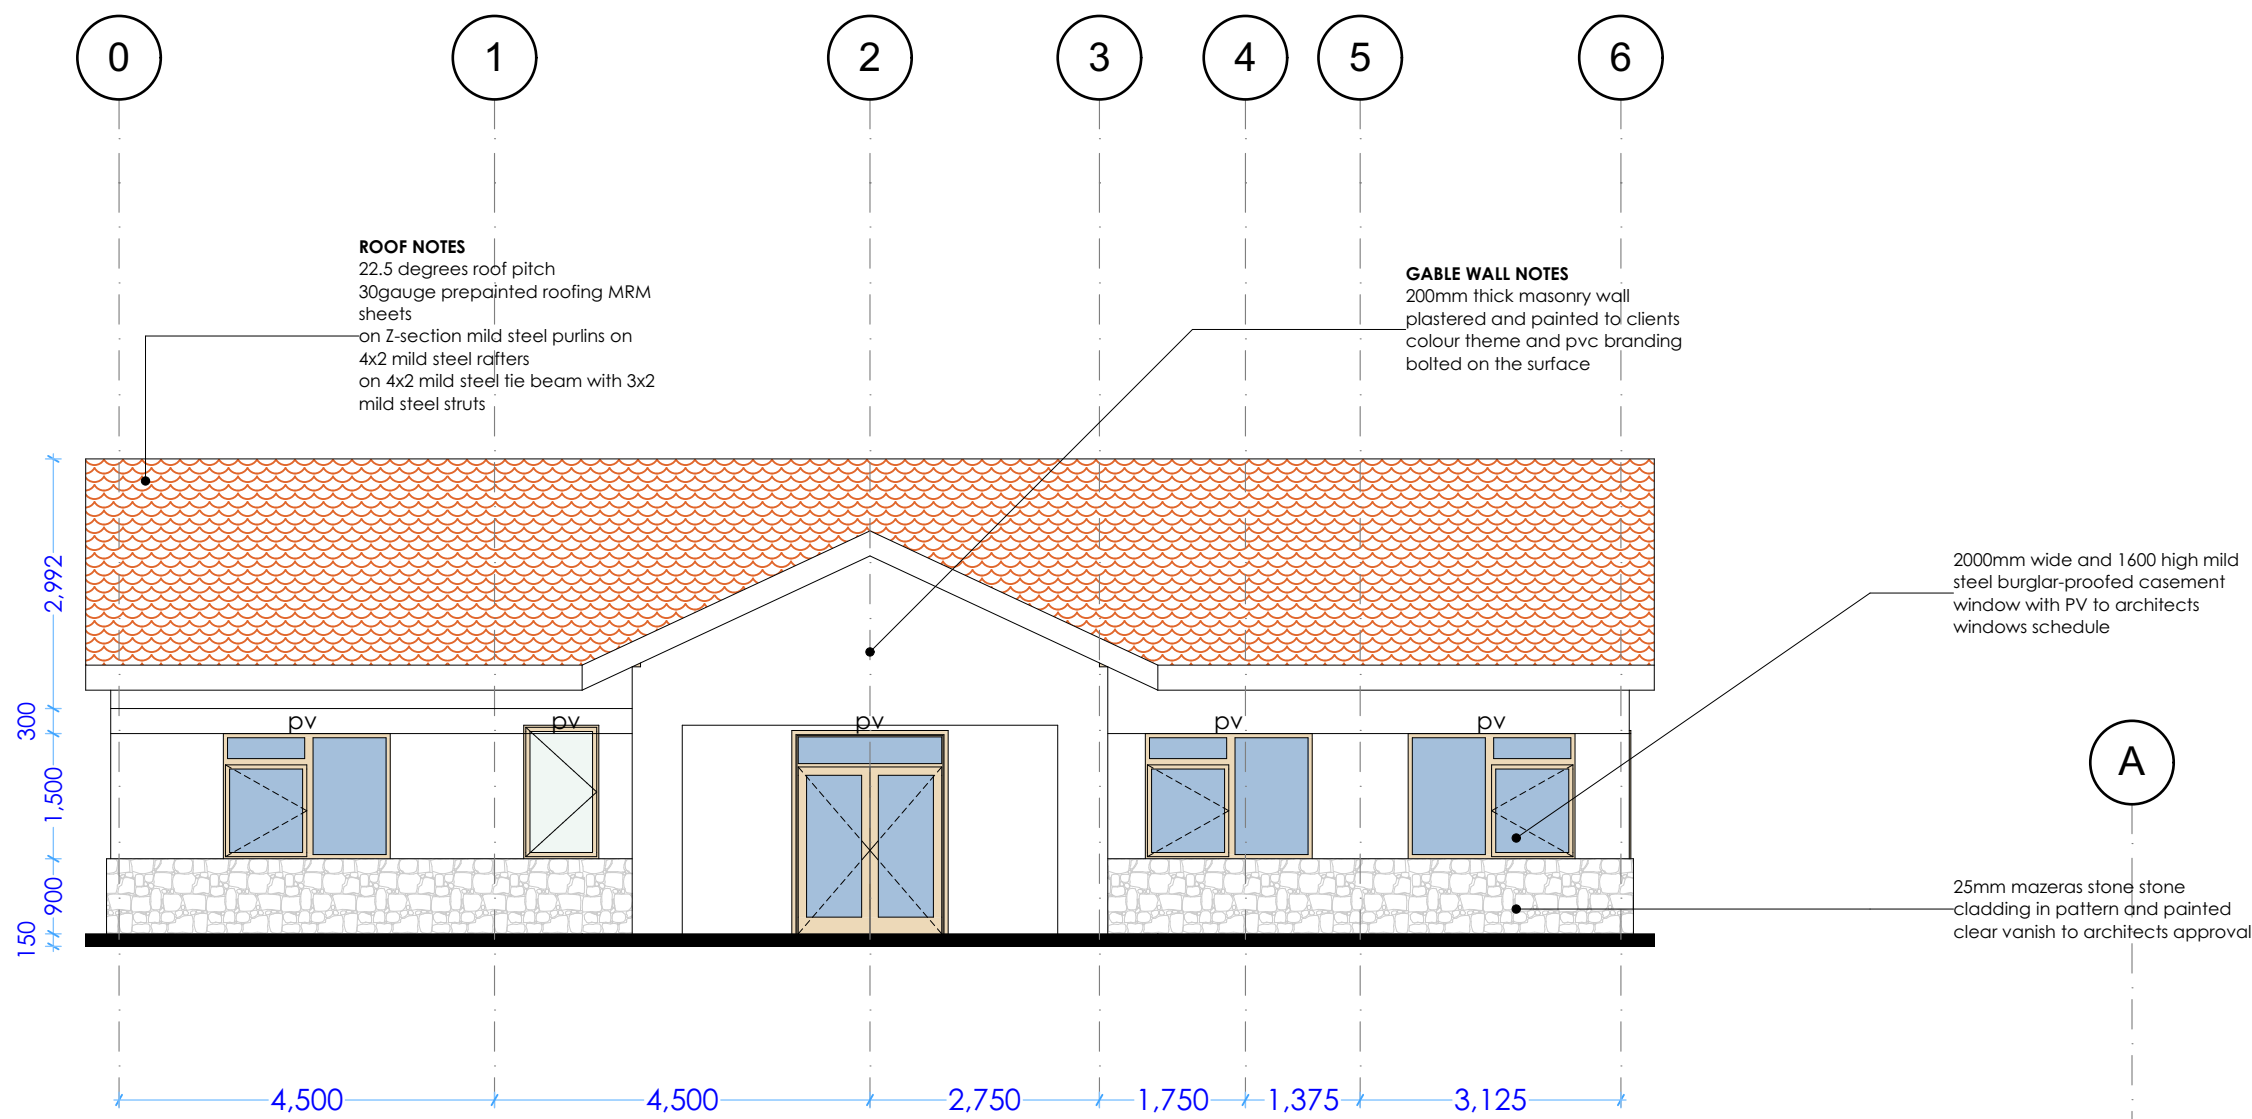 0 1 2 3 4 5 6
ROOF NOTES
22.5 degrees roof pitch
30gauge prepainted roofing MRM
sheets
on Z-section mild steel purlins on
4x2 mild steel rafters
on 4x2 mild steel tie beam with 3x2
mild steel struts
GABLE WALL NOTES
200mm thick masonry wall
plastered and painted to clients
colour theme and pvc branding
bolted on the surface
2000mm wide and 1600 high mild
steel burglar-proofed casement
window with PV to architects
windows schedule
2,992
300
1,500
900
150
pv pv pv pv pv
A
25mm mazeras stone stone
cladding in pattern and painted
clear vanish to architects approval
4,500 4,500 2,750 1,750 1,375 3,125